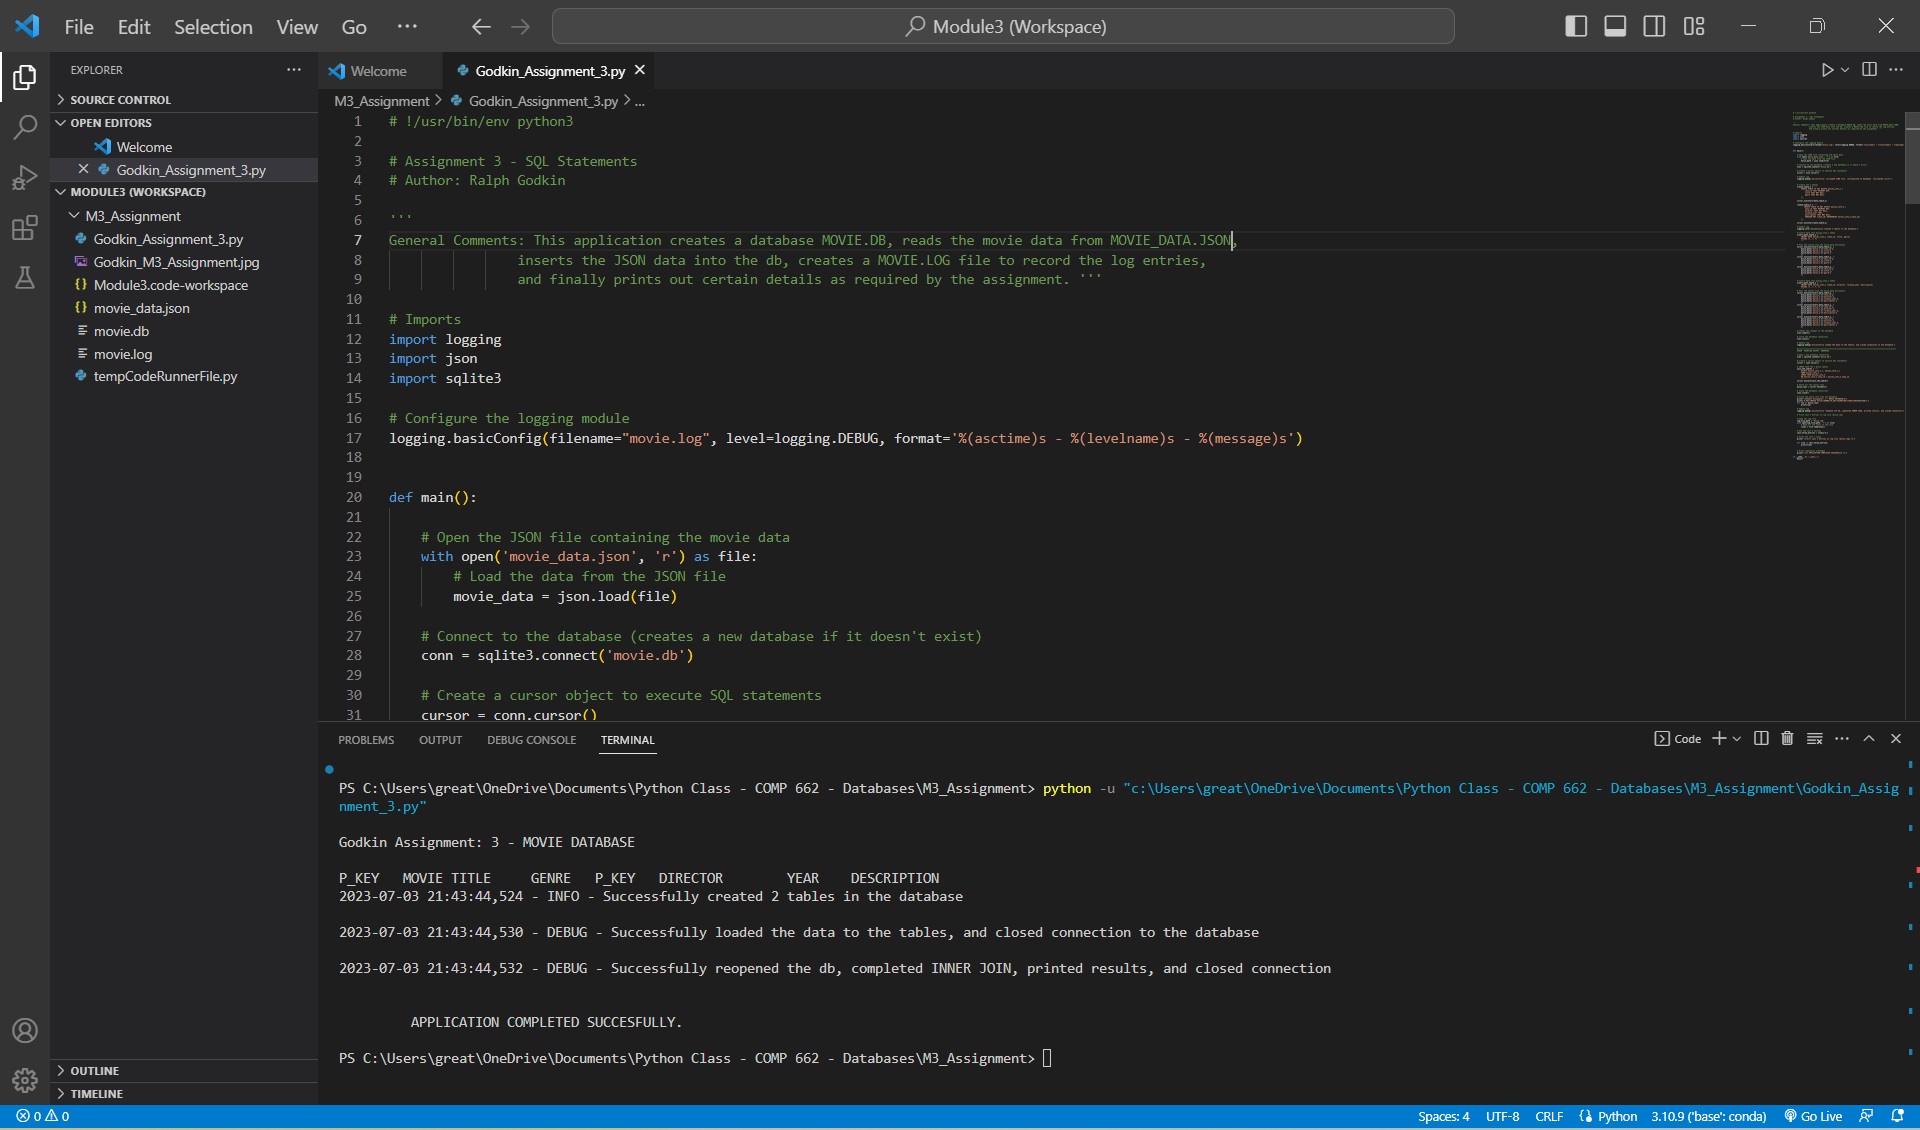 File Edit Selection View Go ··· Module3 (Workspace)
EXPLORER ···
SOURCE CONTROL
OPEN EDITORS
Welcome
Godkin_Assignment_3.py
MODULE3 (WORKSPACE)
M3_Assignment
Godkin_Assignment_3.py
Godkin_M3_Assignment.jpg
{} Module3.code-workspace
{} movie_data.json
movie.db
movie.log
tempCodeRunnerFile.py
OUTLINE
TIMELINE
Welcome Godkin_Assignment_3.py
M3_Assignment > Godkin_Assignment_3.py > ...
1 # !/usr/bin/env python3
2
3 # Assignment 3 - SQL Statements
4 # Author: Ralph Godkin
5
6 '''
7 General Comments: This application creates a database MOVIE.DB, reads the movie data from MOVIE_DATA.JSON,
8 inserts the JSON data into the db, creates a MOVIE.LOG file to record the log entries,
9 and finally prints out certain details as required by the assignment. '''
10
11 # Imports
12 import logging
13 import json
14 import sqlite3
15
16 # Configure the logging module
17 logging.basicConfig(filename="movie.log", level=logging.DEBUG, format='%(asctime)s - %(levelname)s - %(message)s')
18
19
20 def main():
21
22 # Open the JSON file containing the movie data
23 with open('movie_data.json', 'r') as file:
24 # Load the data from the JSON file
25 movie_data = json.load(file)
26
27 # Connect to the database (creates a new database if it doesn't exist)
28 conn = sqlite3.connect('movie.db')
29
30 # Create a cursor object to execute SQL statements
31 cursor = conn.cursor()
PROBLEMS OUTPUT DEBUG CONSOLE TERMINAL Code
PS C:\Users\great\OneDrive\Documents\Python Class - COMP 662 - Databases\M3_Assignment> python -u "c:\Users\great\OneDrive\Documents\Python Class - COMP 662 - Databases\M3_Assignment\Godkin_Assig
nment_3.py"
Godkin Assignment: 3 - MOVIE DATABASE
P_KEY MOVIE TITLE GENRE P_KEY DIRECTOR YEAR DESCRIPTION
2023-07-03 21:43:44,524 - INFO - Successfully created 2 tables in the database
2023-07-03 21:43:44,530 - DEBUG - Successfully loaded the data to the tables, and closed connection to the database
2023-07-03 21:43:44,532 - DEBUG - Successfully reopened the db, completed INNER JOIN, printed results, and closed connection
APPLICATION COMPLETED SUCCESFULLY.
PS C:\Users\great\OneDrive\Documents\Python Class - COMP 662 - Databases\M3_Assignment>
0 0 Spaces: 4 UTF-8 CRLF Python 3.10.9 ('base': conda) Go Live